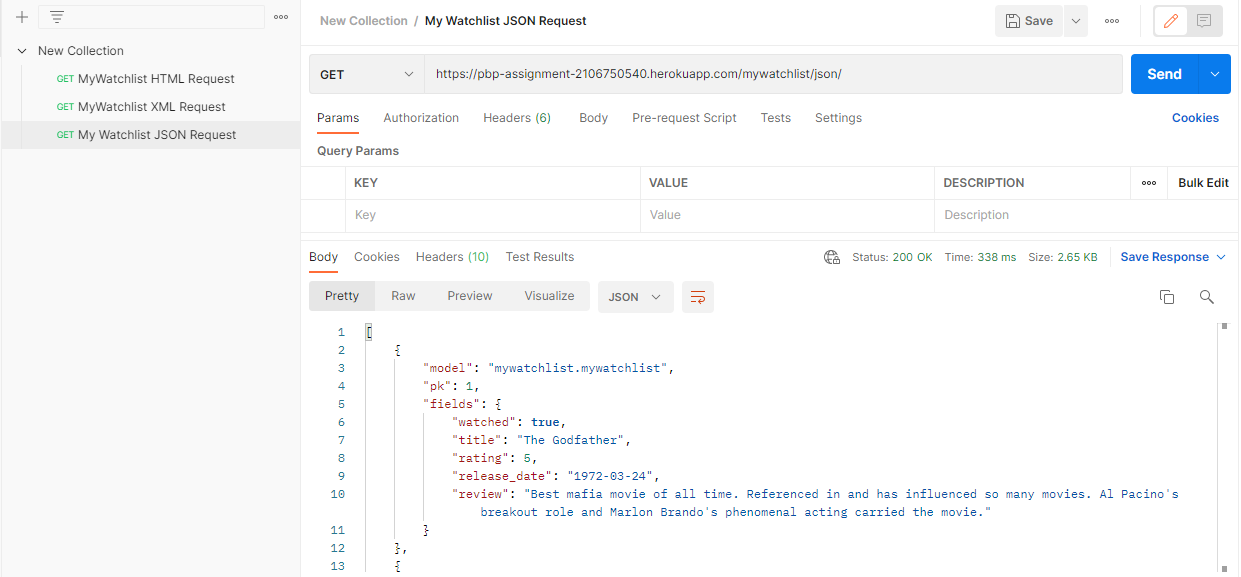 New Collection / My Watchlist JSON Request
Save
New Collection
GET MyWatchlist HTML Request
GET MyWatchlist XML Request
GET My Watchlist JSON Request
GET https://pbp-assignment-2106750540.herokuapp.com/mywatchlist/json/ Send
Params Authorization Headers (6) Body Pre-request Script Tests Settings Cookies
Query Params
KEY VALUE DESCRIPTION Bulk Edit
Key Value Description
Body Cookies Headers (10) Test Results Status: 200 OK Time: 338 ms Size: 2.65 KB Save Response
Pretty Raw Preview Visualize JSON
1 [
2 {
3 "model": "mywatchlist.mywatchlist",
4 "pk": 1,
5 "fields": {
6 "watched": true,
7 "title": "The Godfather",
8 "rating": 5,
9 "release_date": "1972-03-24",
10 "review": "Best mafia movie of all time. Referenced in and has influenced so many movies. Al Pacino's
breakout role and Marlon Brando's phenomenal acting carried the movie."
11 }
12 },
13 {